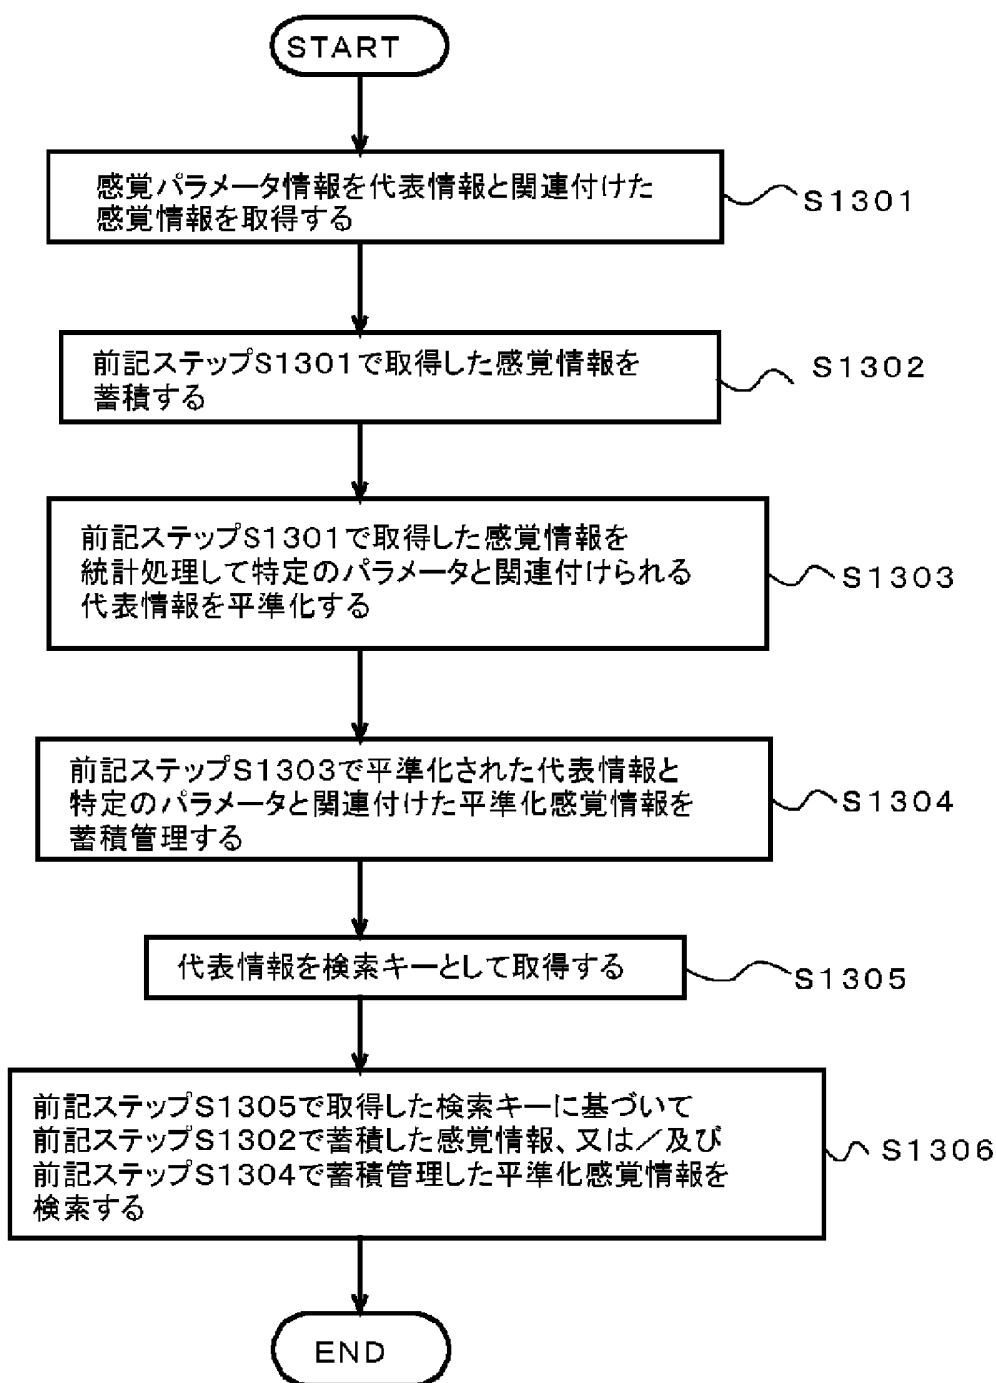 START
感覚パラメータ情報を代表情報と関連付けた
感覚情報を取得する
S1301
前記ステップS1301で取得した感覚情報を
蓄積する
S1302
前記ステップS1301で取得した感覚情報を
統計処理して特定のパラメータと関連付けられる
代表情報を平準化する
S1303
前記ステップS1303で平準化された代表情報と
特定のパラメータと関連付けた平準化感覚情報を
蓄積管理する
S1304
代表情報を検索キーとして取得する
S1305
前記ステップS1305で取得した検索キーに基づいて
前記ステップS1302で蓄積した感覚情報、又は／及び
前記ステップS1304で蓄積管理した平準化感覚情報を
検索する
S1306
END